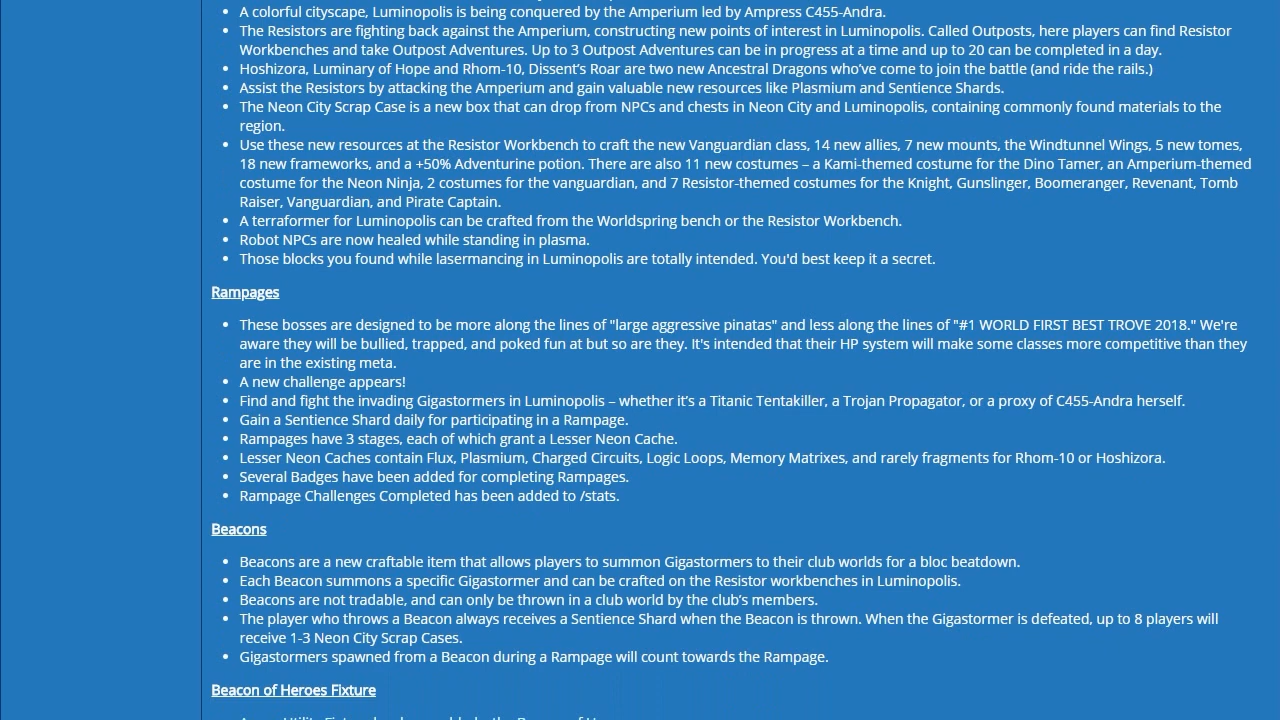 A colorful cityscape, Luminopolis is being conquered by the Amperium led by Ampress C455-Andra.
The Resistors are fighting back against the Amperium, constructing new points of interest in Luminopolis. Called Outposts, here players can find Resistor
Workbenches and take Outpost Adventures. Up to 3 Outpost Adventures can be in progress at a time and up to 20 can be completed in a day.
Hoshizora, Luminary of Hope and Rhom-10, Dissent’s Roar are two new Ancestral Dragons who’ve come to join the battle (and ride the rails.)
Assist the Resistors by attacking the Amperium and gain valuable new resources like Plasmium and Sentience Shards.
The Neon City Scrap Case is a new box that can drop from NPCs and chests in Neon City and Luminopolis, containing commonly found materials to the
region.
Use these new resources at the Resistor Workbench to craft the new Vanguardian class, 14 new allies, 7 new mounts, the Windtunnel Wings, 5 new tomes,
18 new frameworks, and a +50% Adventurine potion. There are also 11 new costumes – a Kami-themed costume for the Dino Tamer, an Amperium-themed
costume for the Neon Ninja, 2 costumes for the vanguardian, and 7 Resistor-themed costumes for the Knight, Gunslinger, Boomeranger, Revenant, Tomb
Raiser, Vanguardian, and Pirate Captain.
A terraformer for Luminopolis can be crafted from the Worldspring bench or the Resistor Workbench.
Robot NPCs are now healed while standing in plasma.
Those blocks you found while lasermancing in Luminopolis are totally intended. You'd best keep it a secret.
Rampages
These bosses are designed to be more along the lines of "large aggressive pinatas" and less along the lines of "#1 WORLD FIRST BEST TROVE 2018." We're
aware they will be bullied, trapped, and poked fun at but so are they. It's intended that their HP system will make some classes more competitive than they
are in the existing meta.
A new challenge appears!
Find and fight the invading Gigastormers in Luminopolis – whether it’s a Titanic Tentakiller, a Trojan Propagator, or a proxy of C455-Andra herself.
Gain a Sentience Shard daily for participating in a Rampage.
Rampages have 3 stages, each of which grant a Lesser Neon Cache.
Lesser Neon Caches contain Flux, Plasmium, Charged Circuits, Logic Loops, Memory Matrixes, and rarely fragments for Rhom-10 or Hoshizora.
Several Badges have been added for completing Rampages.
Rampage Challenges Completed has been added to /stats.
Beacons
Beacons are a new craftable item that allows players to summon Gigastormers to their club worlds for a bloc beatdown.
Each Beacon summons a specific Gigastormer and can be crafted on the Resistor workbenches in Luminopolis.
Beacons are not tradable, and can only be thrown in a club world by the club’s members.
The player who throws a Beacon always receives a Sentience Shard when the Beacon is thrown. When the Gigastormer is defeated, up to 8 players will
receive 1-3 Neon City Scrap Cases.
Gigastormers spawned from a Beacon during a Rampage will count towards the Rampage.
Beacon of Heroes Fixture